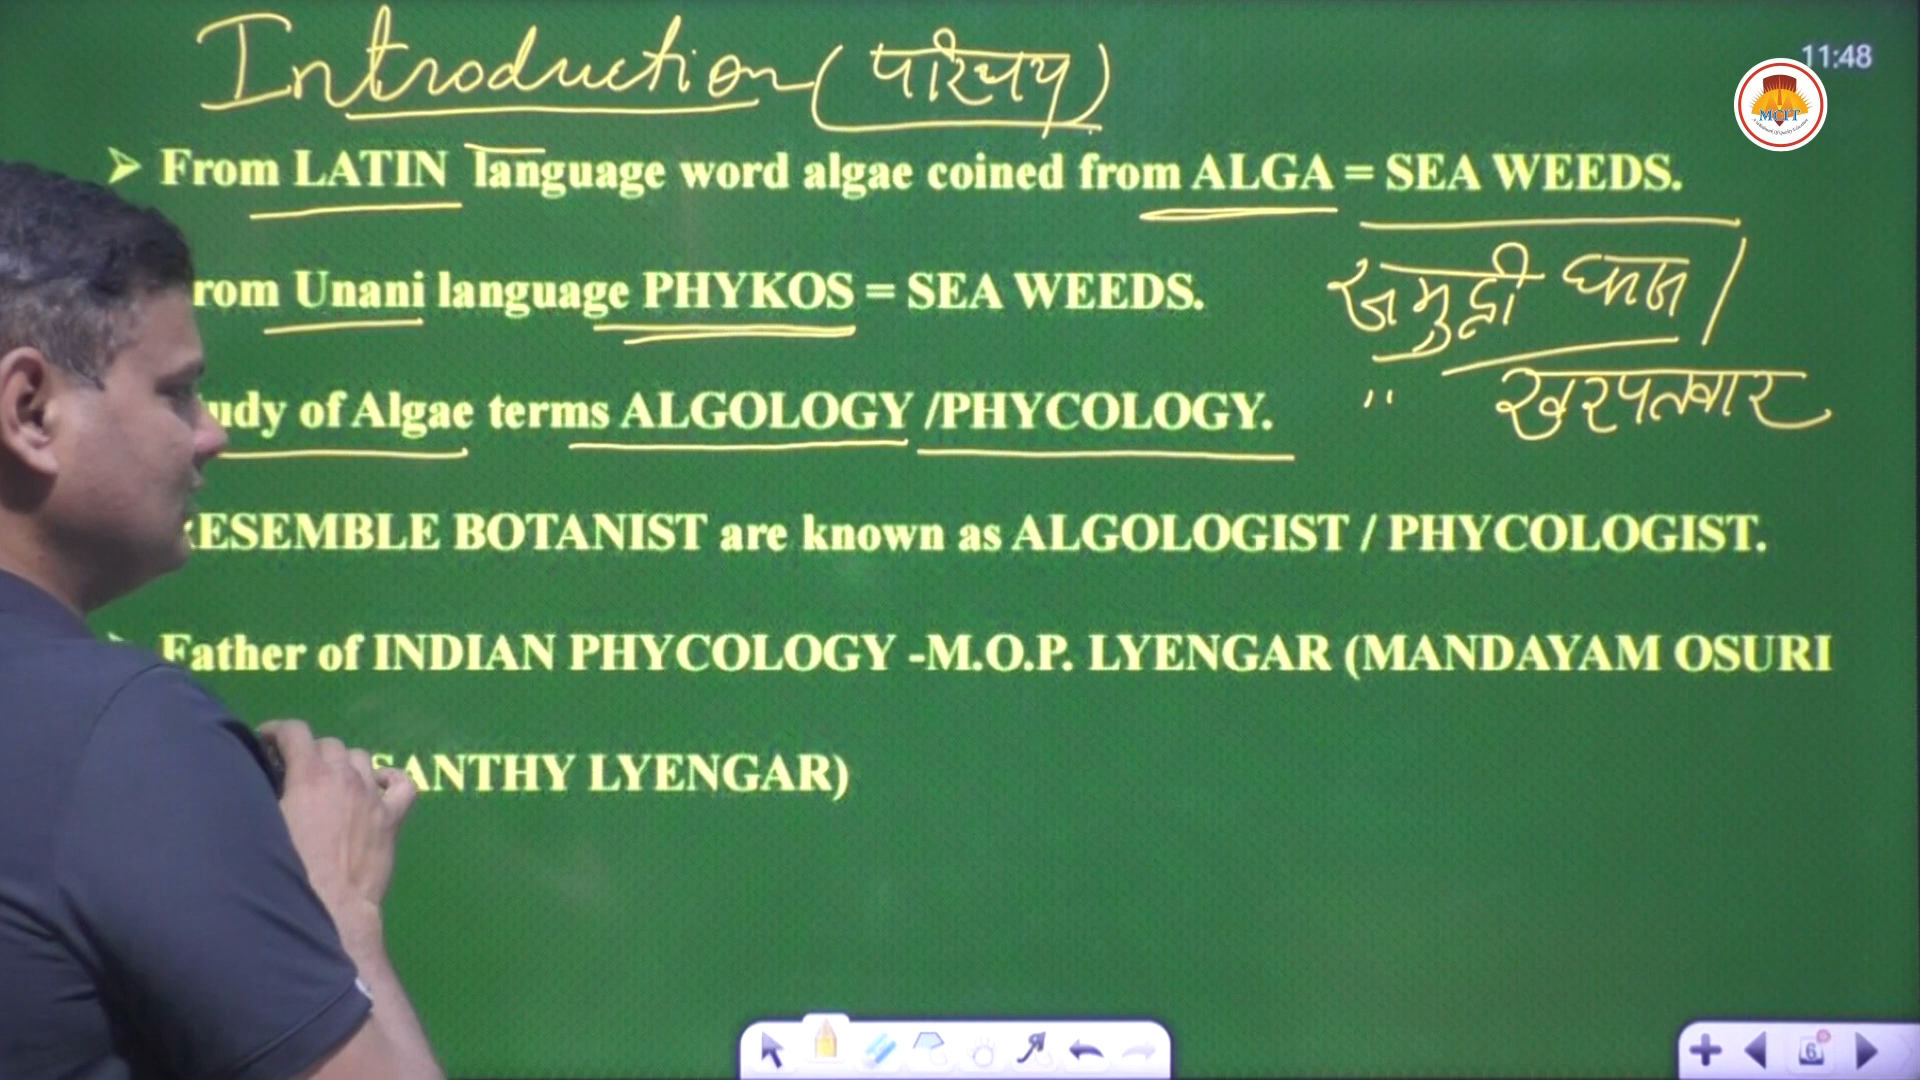 Introduction (परिचय)
11:48
MCPT
➢ From LATIN language word algae coined from ALGA = SEA WEEDS.
rom Unani language PHYKOS = SEA WEEDS.
समुद्री घास /
udy of Algae terms ALGOLOGY /PHYCOLOGY.
" खरपतवार
ESEMBLE BOTANIST are known as ALGOLOGIST / PHYCOLOGIST.
Father of INDIAN PHYCOLOGY -M.O.P. LYENGAR (MANDAYAM OSURI
SANTHY LYENGAR)
6